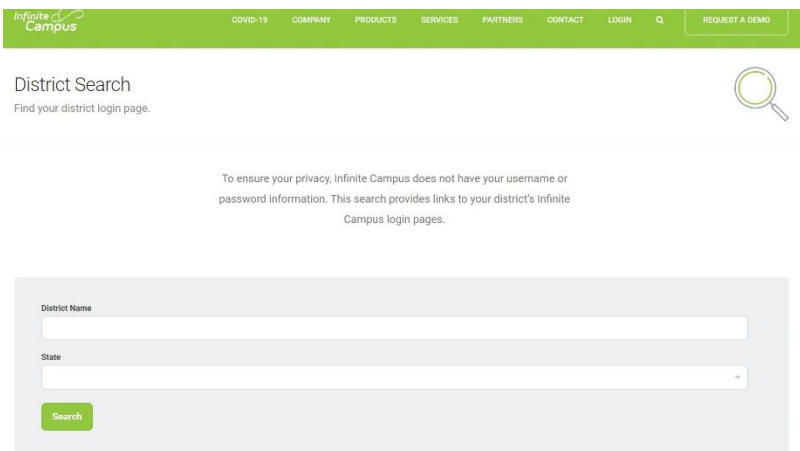 Infinite
Campus
COVID-19 COMPANY PRODUCTS SERVICES PARTNERS CONTACT LOGIN REQUEST A DEMO
District Search
Find your district login page.
To ensure your privacy, Infinite Campus does not have your username or
password information. This search provides links to your district's Infinite
Campus login pages.
District Name
State
Search